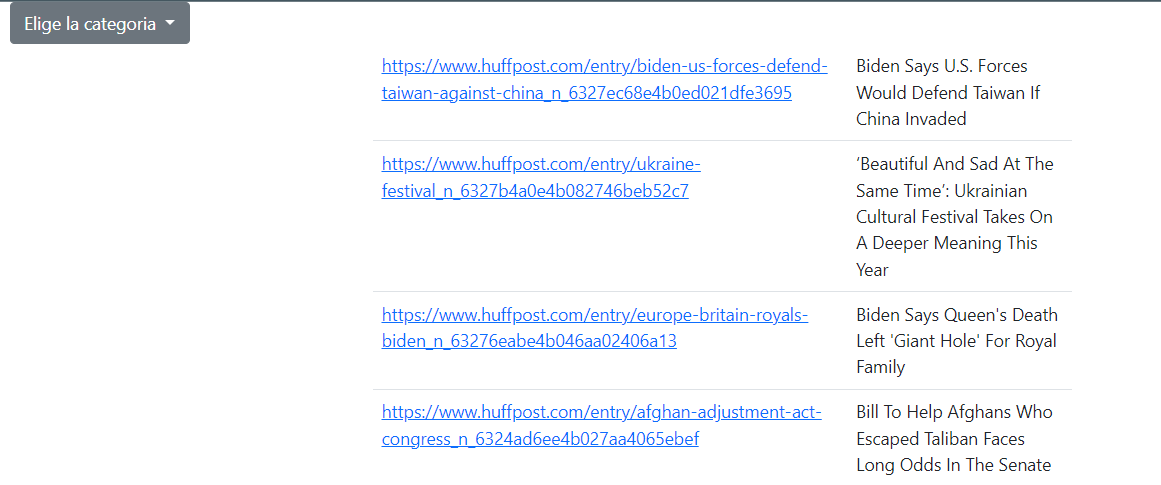 Elige la categoria
https://www.huffpost.com/entry/biden-us-forces-defend-
taiwan-against-china_n_6327ec68e4b0ed021dfe3695
Biden Says U.S. Forces
Would Defend Taiwan If
China Invaded
https://www.huffpost.com/entry/ukraine-
festival_n_6327b4a0e4b082746beb52c7
‘Beautiful And Sad At The
Same Time’: Ukrainian
Cultural Festival Takes On
A Deeper Meaning This
Year
https://www.huffpost.com/entry/europe-britain-royals-
biden_n_63276eabe4b046aa02406a13
Biden Says Queen's Death
Left 'Giant Hole' For Royal
Family
https://www.huffpost.com/entry/afghan-adjustment-act-
congress_n_6324ad6ee4b027aa4065ebef
Bill To Help Afghans Who
Escaped Taliban Faces
Long Odds In The Senate